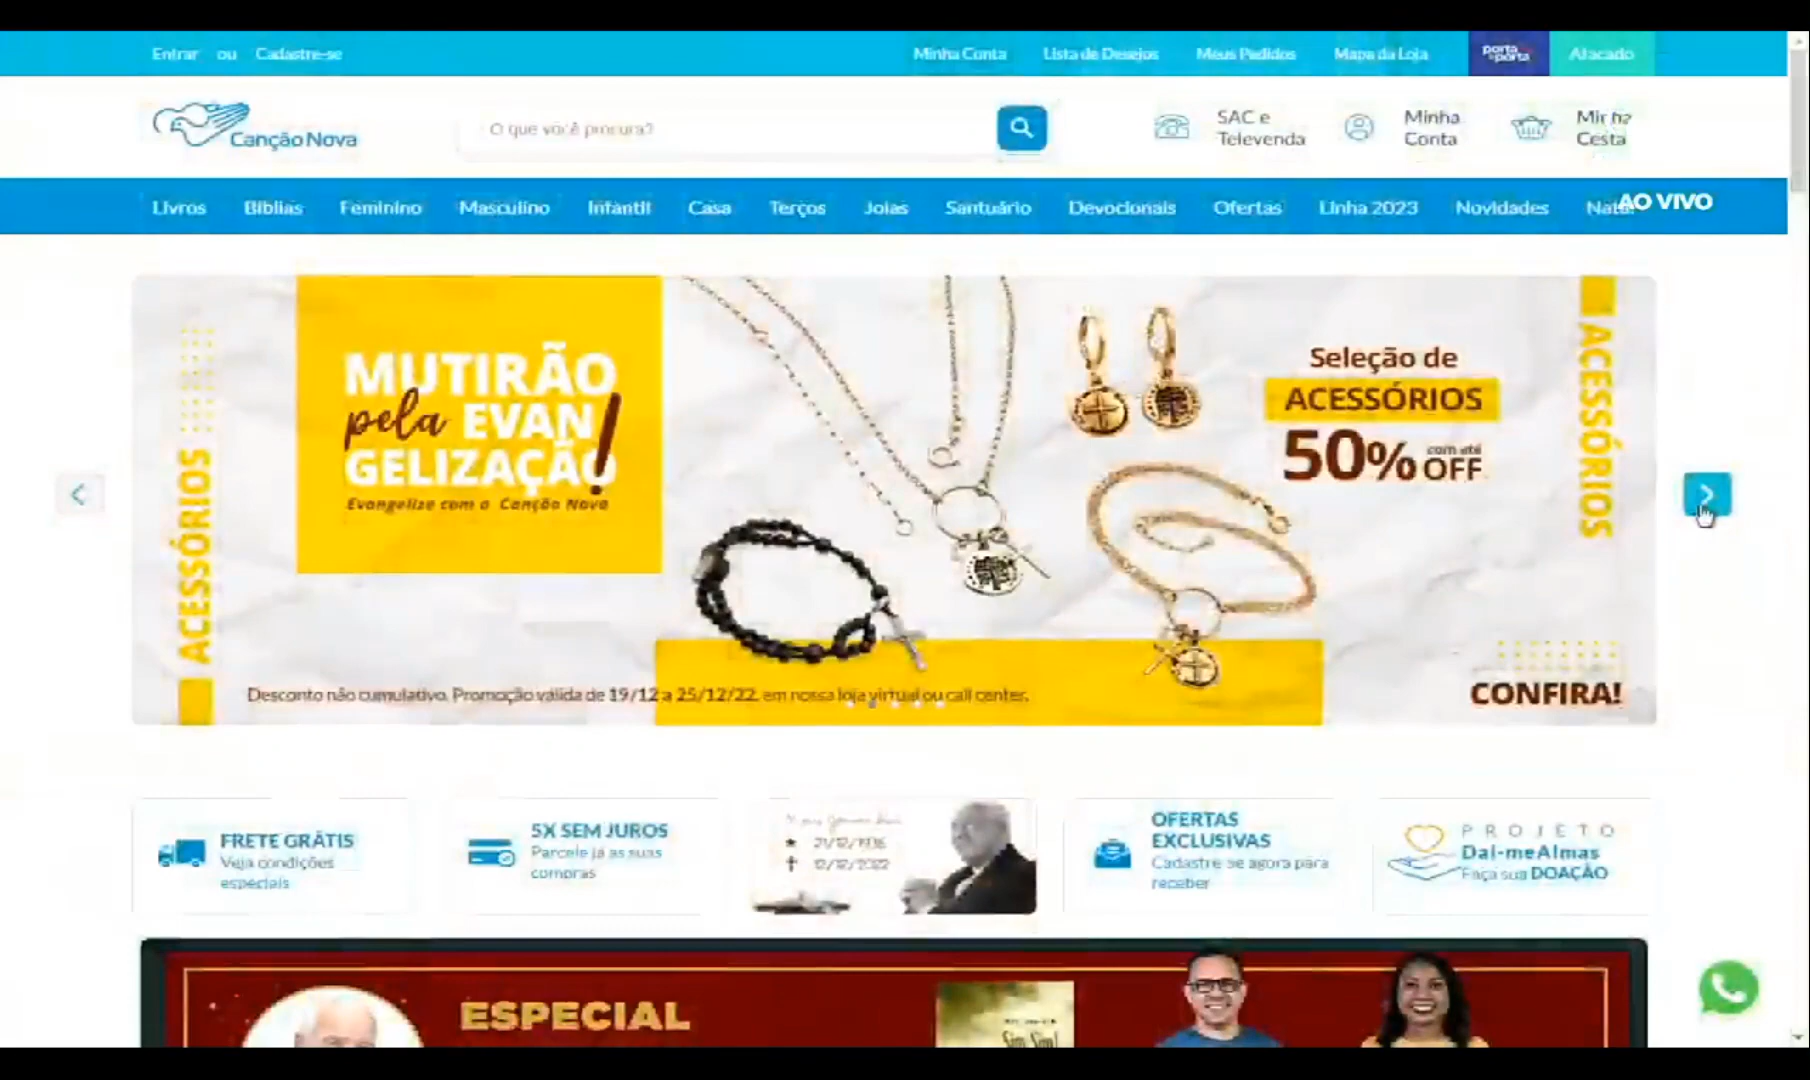 Entrar ou Cadastre-se
Minha Conta
Lista de Desejos
Meus Pedidos
Mapa da Loja
porta a porta
Atacado
Canção Nova
O que você procura?
SAC e
Televenda
Minha
Conta
Cesta
Livros
Bíblias
Feminino
Masculino
Infantil
Casa
Terços
Joias
Santuário
Devocionais
Ofertas
Linha 2023
Novidades
AO VIVO
ACESSÓRIOS
MUTIRÃO
pela EVAN
GELIZAÇÃO!
Evangelize com a Canção Nova
Seleção de
ACESSÓRIOS
50% com até
OFF
ACESSÓRIOS
Desconto não cumulativo. Promoção válida de 19/12 a 25/12/22, em nossa loja virtual ou call center.
CONFIRA!
FRETE GRÁTIS
Veja condições
especiais
5X SEM JUROS
Parcele já as suas
compras
OFERTAS
EXCLUSIVAS
Cadastre-se agora para
receber
PROJETO
Dai-me Almas
Faça sua DOAÇÃO
ESPECIAL